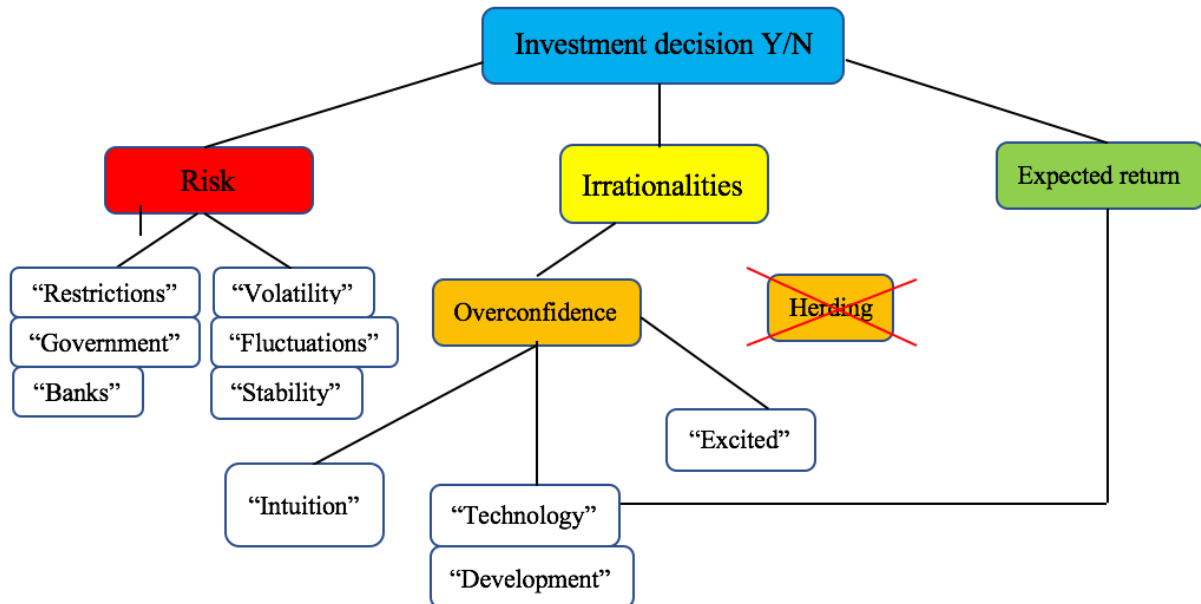 Investment decision Y/N
Risk
Irrationalities
Expected return
“Restrictions”
“Volatility”
“Government”
“Fluctuations”
“Banks”
“Stability”
Overconfidence
Herding
“Excited”
“Intuition”
“Technology”
“Development”